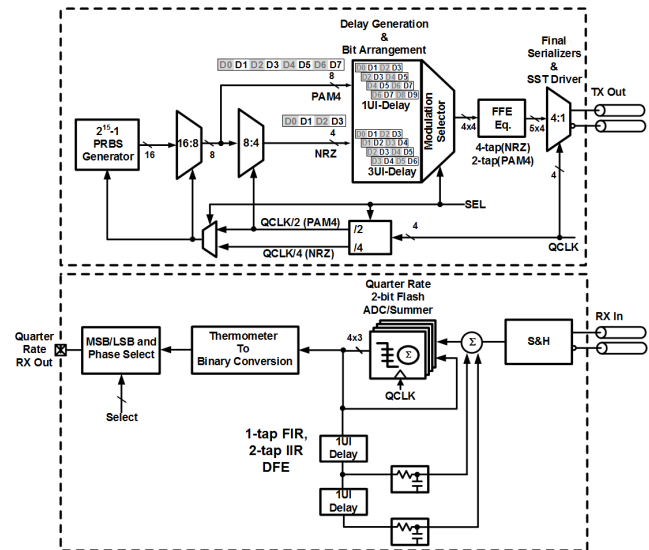 Delay Generation
&
Bit Arrangement
Final
Serializers
& SST Driver
TX Out
D0 D1 D2 D3 D4 D5 D6 D7
8
PAM4
D0 D1 D2 D3
D2 D3 D4 D5
D4 D5 D6 D7
D6 D7 D8 D9
1UI-Delay
D0 D1 D2 D3
D1 D2 D3 D4
D2 D3 D4 D5
D3 D4 D5 D6
3UI-Delay
Modulation
Selector
2^15-1
PRBS
Generator
16
16:8
8
8:4
D0 D1 D2 D3
4
NRZ
4x4
FFE
Eq.
4-tap(NRZ)
2-tap(PAM4)
5x4
4:1
4
SEL
QCLK/2 (PAM4)
QCLK/4 (NRZ)
/2
/4
4
QCLK
Quarter Rate
2-bit Flash
ADC/Summer
Quarter
Rate
RX Out
MSB/LSB and
Phase Select
Select
Thermometer
To
Binary Conversion
4x3
Σ
QCLK
Σ
S&H
RX In
1-tap FIR,
2-tap IIR
DFE
1UI
Delay
1UI
Delay